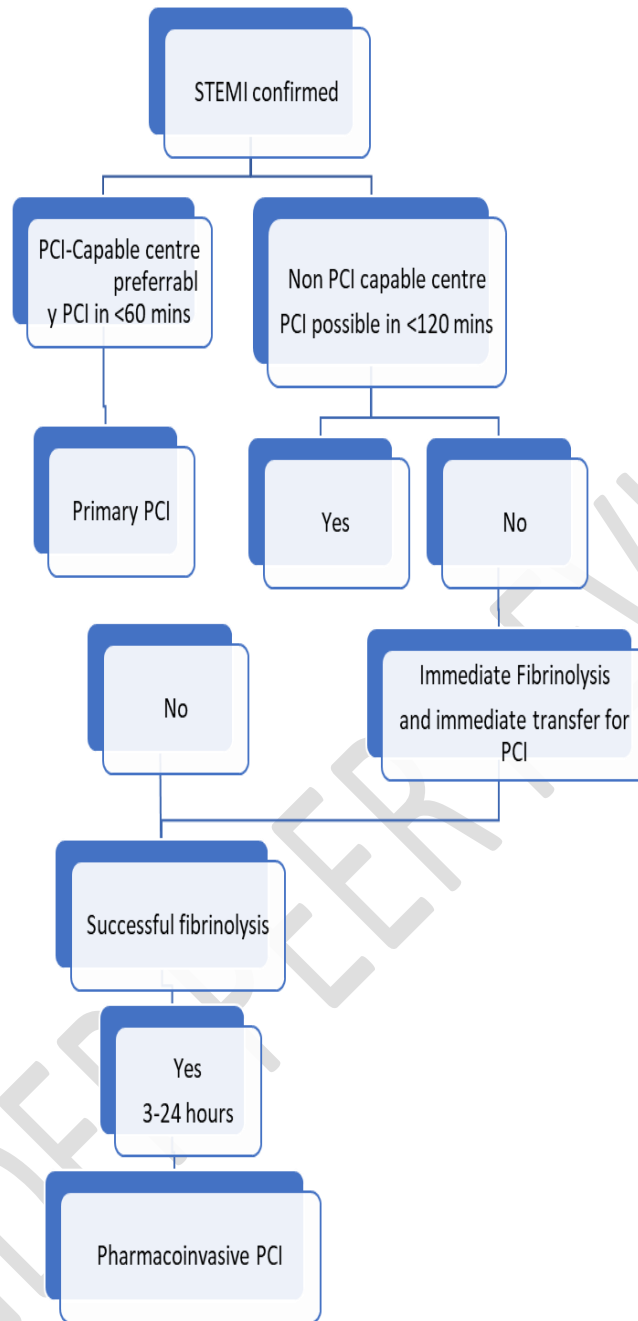 STEMI confirmed
PCI-Capable centre
preferrabl
y PCI in <60 mins
Non PCI capable centre
PCI possible in <120 mins
Primary PCI
Yes
No
No
Immediate Fibrinolysis
and immediate transfer for
PCI
Successful fibrinolysis
Yes
3-24 hours
Pharmacoinvasive PCI